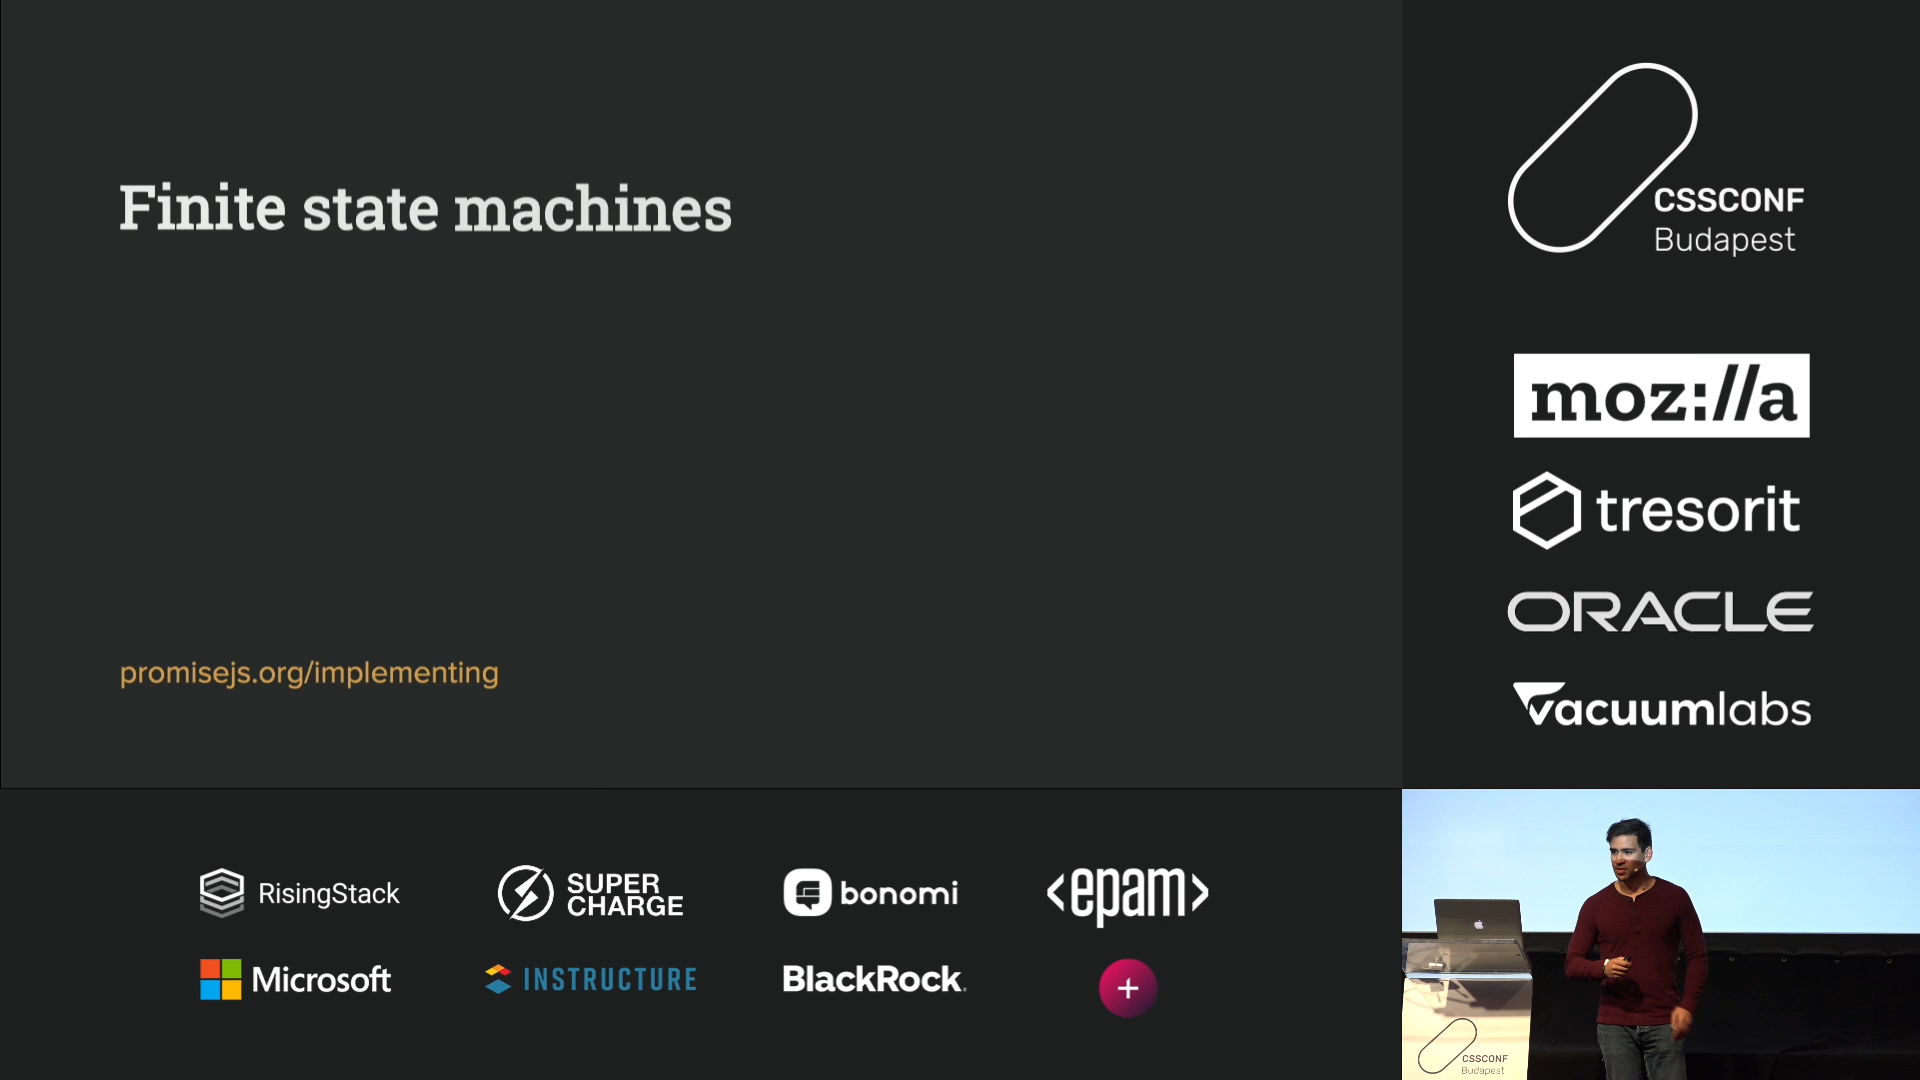 Finite state machines
promisejs.org/implementing
CSSCONF
Budapest
moz://a
tresorit
ORACLE
vacuumlabs
RisingStack
SUPER
CHARGE
bonomi
<epam>
Microsoft
INSTRUCTURE
BlackRock.
+
CSSCONF
Budapest